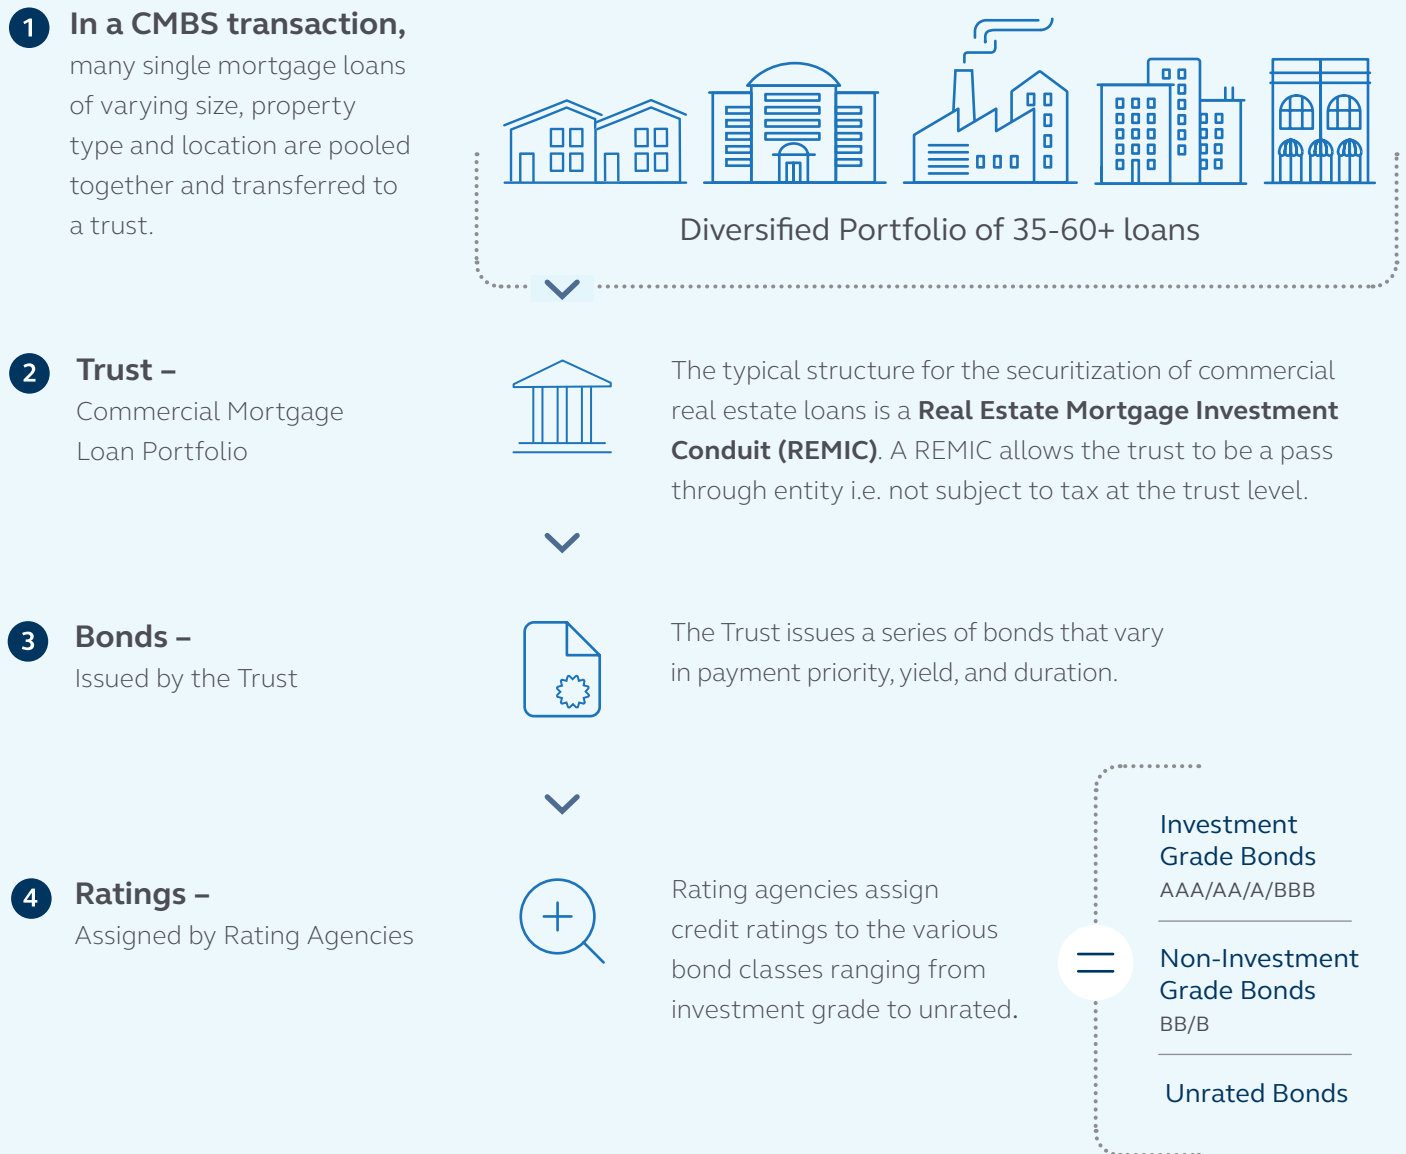 1
In a CMBS transaction,
many single mortgage loans
of varying size, property
type and location are pooled
together and transferred to
a trust.
Diversified Portfolio of 35-60+ loans
2
Trust –
Commercial Mortgage
Loan Portfolio
The typical structure for the securitization of commercial
real estate loans is a Real Estate Mortgage Investment
Conduit (REMIC). A REMIC allows the trust to be a pass
through entity i.e. not subject to tax at the trust level.
3
Bonds –
Issued by the Trust
The Trust issues a series of bonds that vary
in payment priority, yield, and duration.
4
Ratings –
Assigned by Rating Agencies
Rating agencies assign
credit ratings to the various
bond classes ranging from
investment grade to unrated.
Investment
Grade Bonds
AAA/AA/A/BBB
Non-Investment
Grade Bonds
BB/B
Unrated Bonds